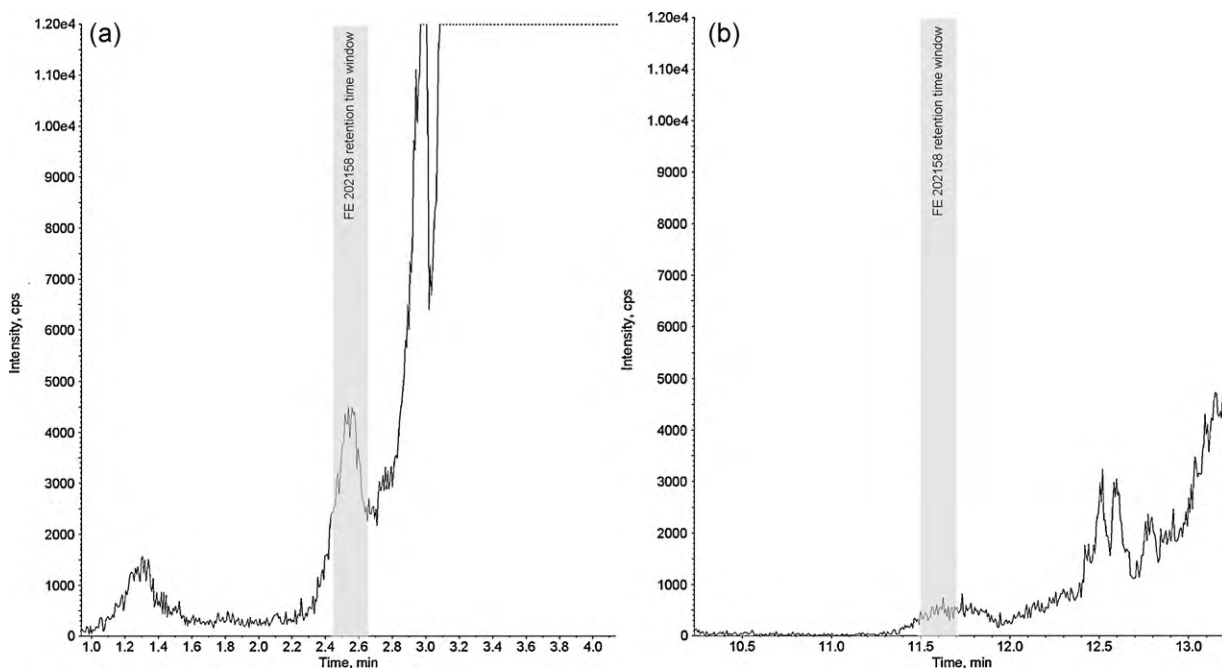 (a)
1.20e4
1.10e4
1.00e4
9000
8000
7000
6000
5000
4000
3000
2000
1000
0
Intensity, cps
FE 202158 retention time window
1.0 1.2 1.4 1.6 1.8 2.0 2.2 2.4 2.6 2.8 3.0 3.2 3.4 3.6 3.8 4.0
Time, min
(b)
1.20e4
1.10e4
1.00e4
9000
8000
7000
6000
5000
4000
3000
2000
1000
0
Intensity, cps
FE 202158 retention time window
10.5 11.0 11.5 12.0 12.5 13.0
Time, min